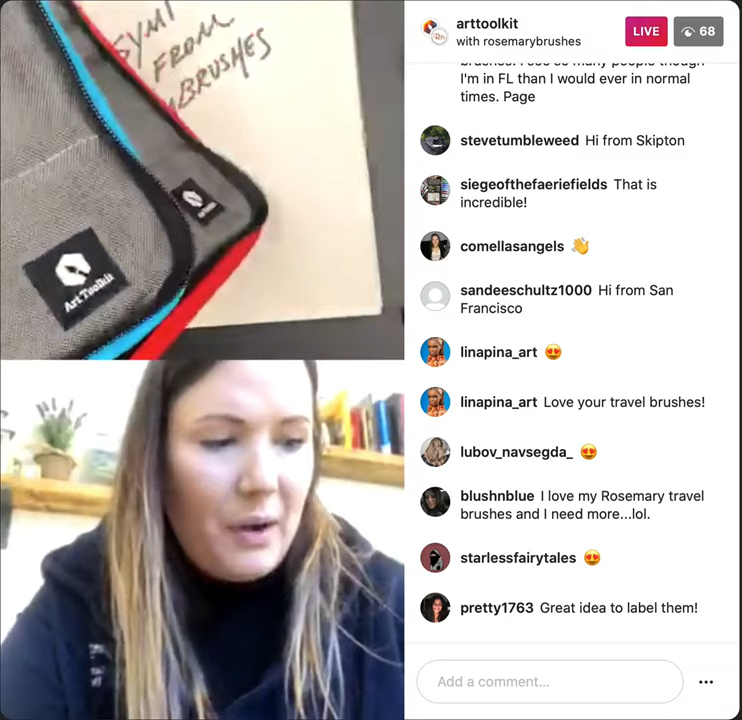 SYMI
FROM
BRUSHES
Art Toolkit
arttoolkit
with rosemarybrushes
LIVE
68
I'm in FL than I would ever in normal
times. Page
stevetumbleweed Hi from Skipton
siegeofthefaeriefields That is
incredible!
comellasangels 👋
sandeeschultz1000 Hi from San
Francisco
linapina_art 😍
linapina_art Love your travel brushes!
lubov_navsegda_ 😍
blushnblue I love my Rosemary travel
brushes and I need more...lol.
starlessfairytales 😍
pretty1763 Great idea to label them!
Add a comment...